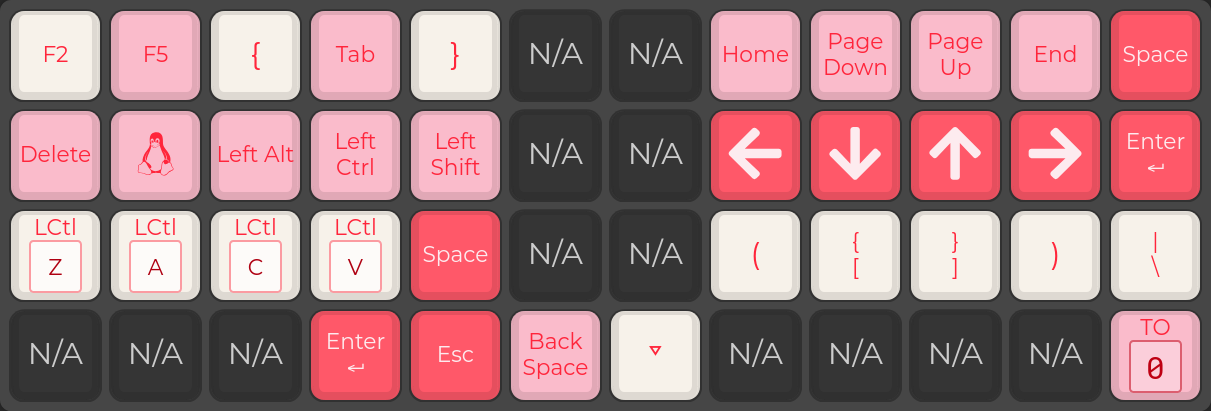 F2 F5 { Tab } N/A N/A Home Page Down Page Up End Space
Delete Left Alt Left Ctrl Left Shift N/A N/A ← ↓ ↑ → Enter ↵
LCtl Z LCtl A LCtl C LCtl V Space N/A N/A ( { [ } ] ) | \
N/A N/A N/A Enter ↵ Esc Back Space ▽ N/A N/A N/A N/A TO 0